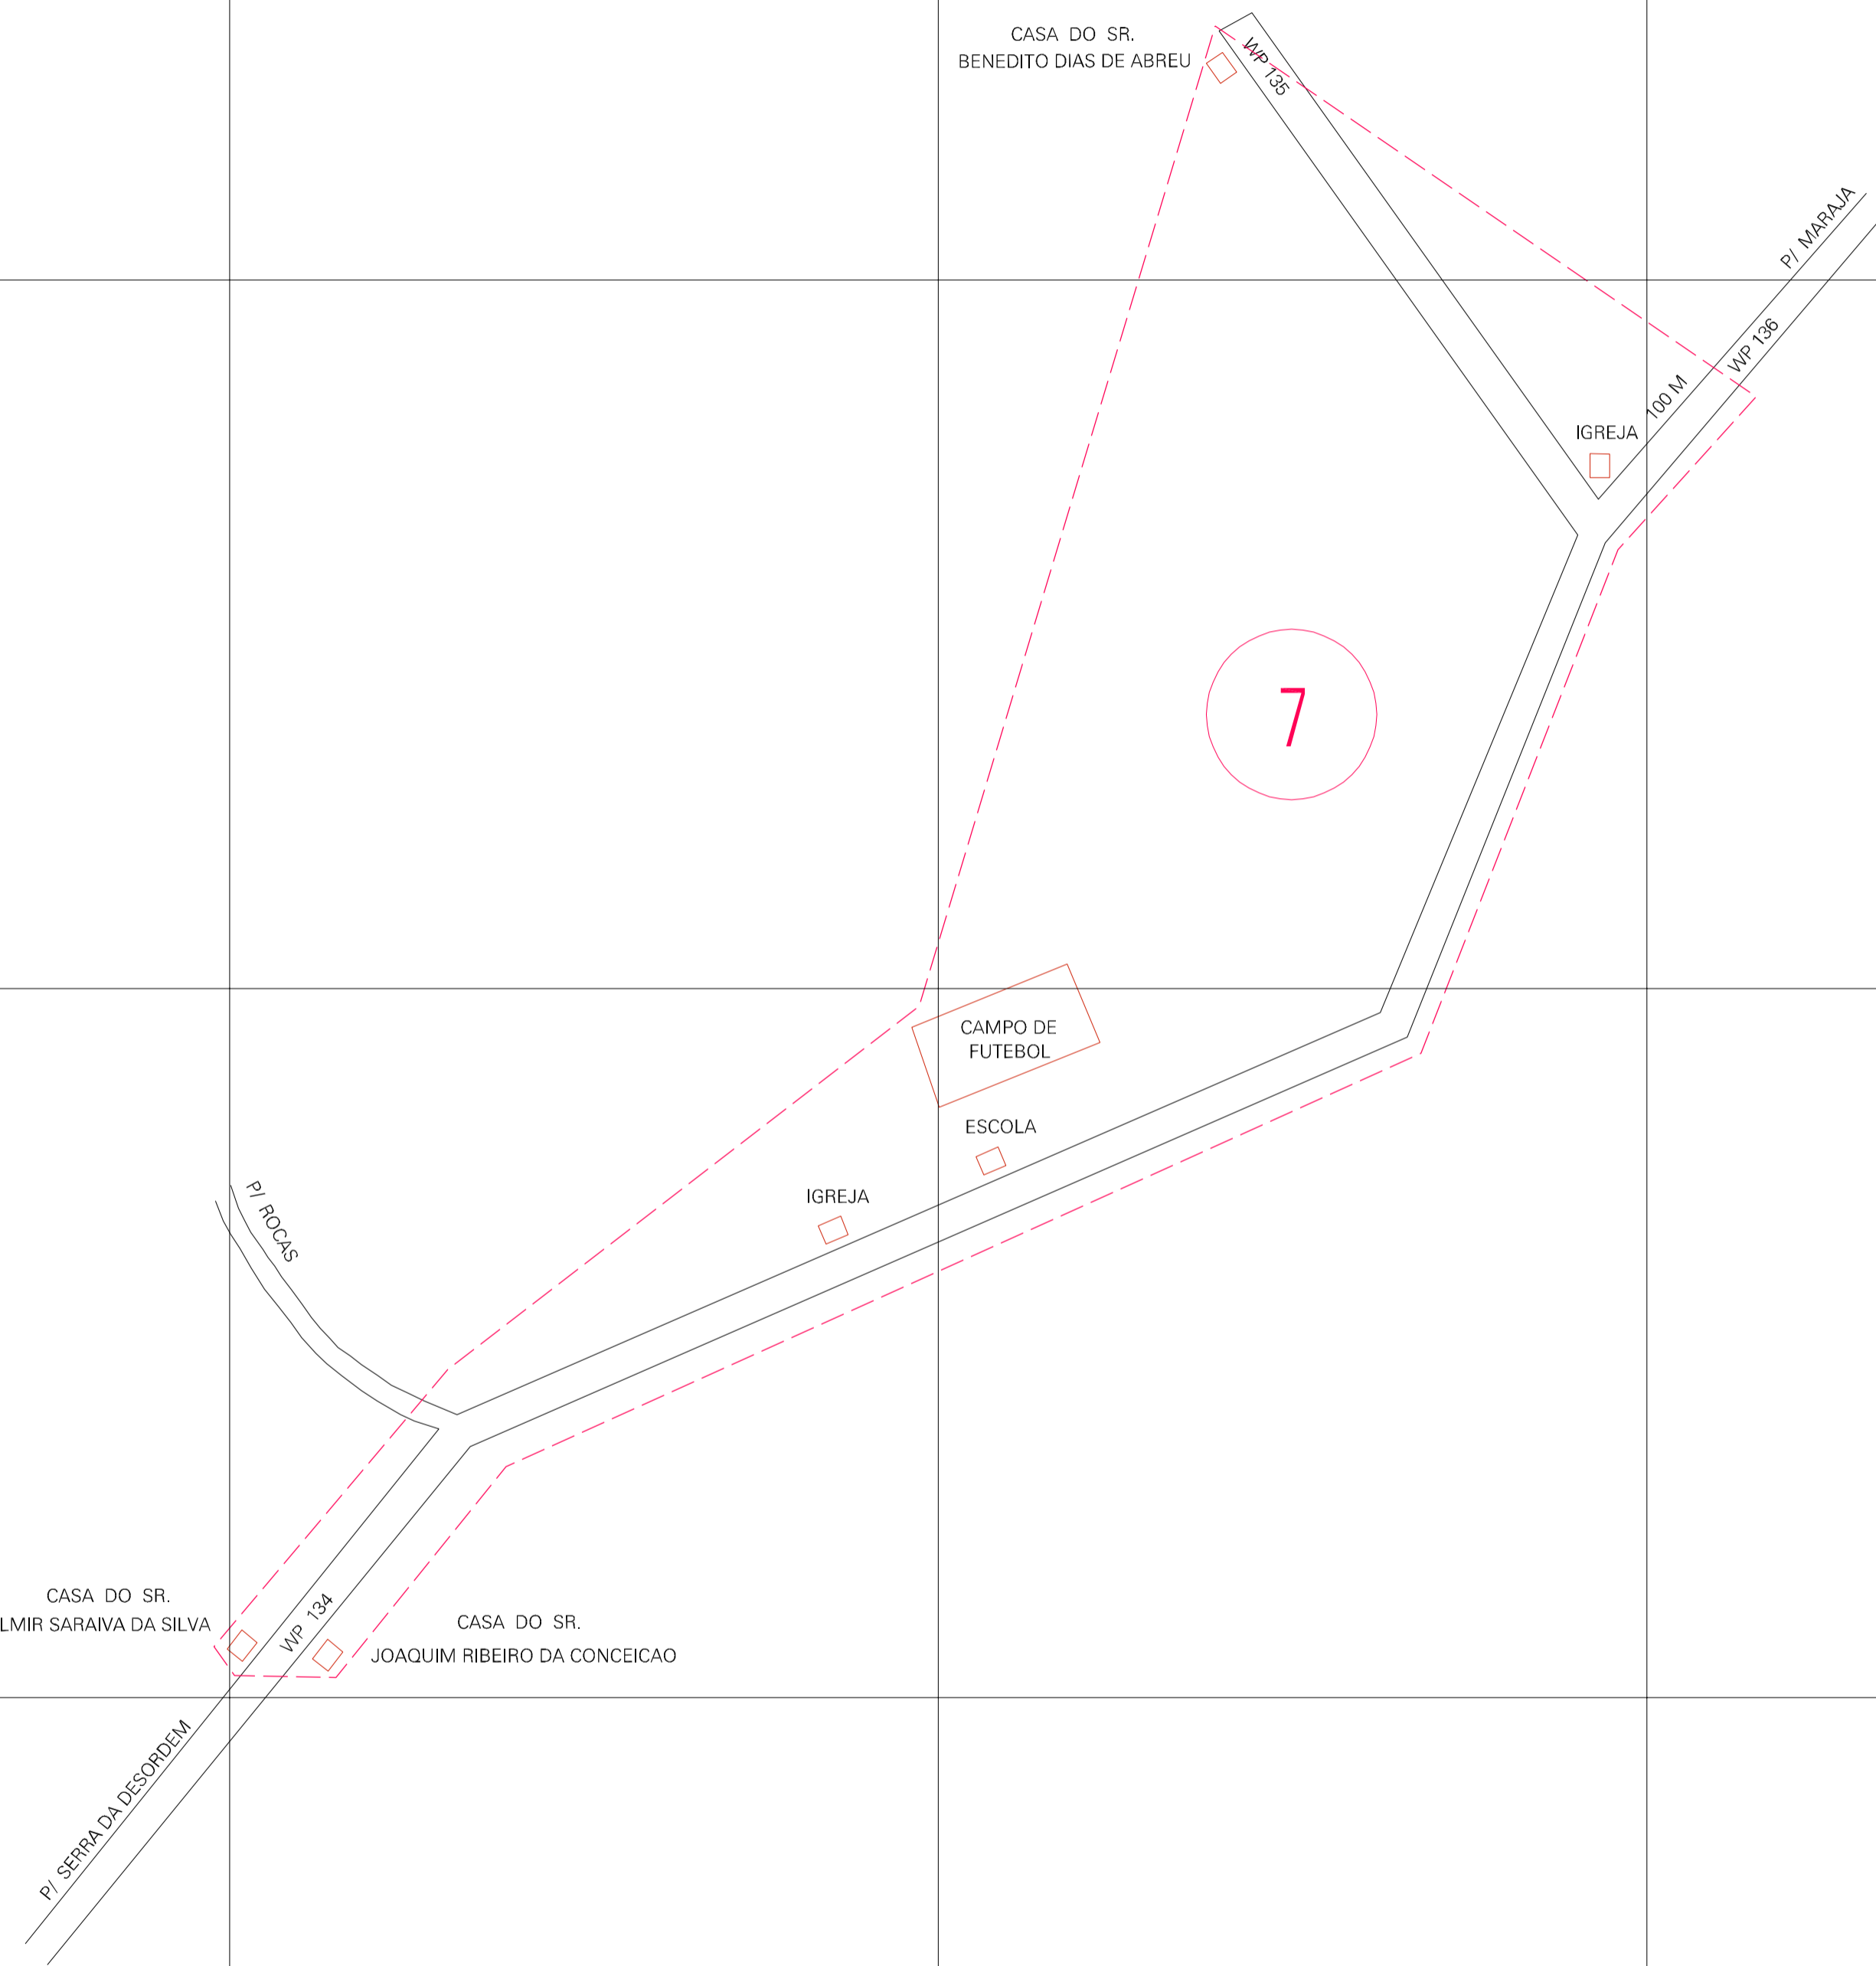 CASA DO SR.
BENEDITO DIAS DE ABREU
WP 135
P/ MARAJA
WP 136
100 M
IGREJA
7
CAMPO DE
FUTEBOL
ESCOLA
IGREJA
P/ ROCAS
CASA DO SR.
LMIR SARAIVA DA SILVA
WP 134
CASA DO SR.
JOAQUIM RIBEIRO DA CONCEICAO
P/ SERRA DA DESORDEM